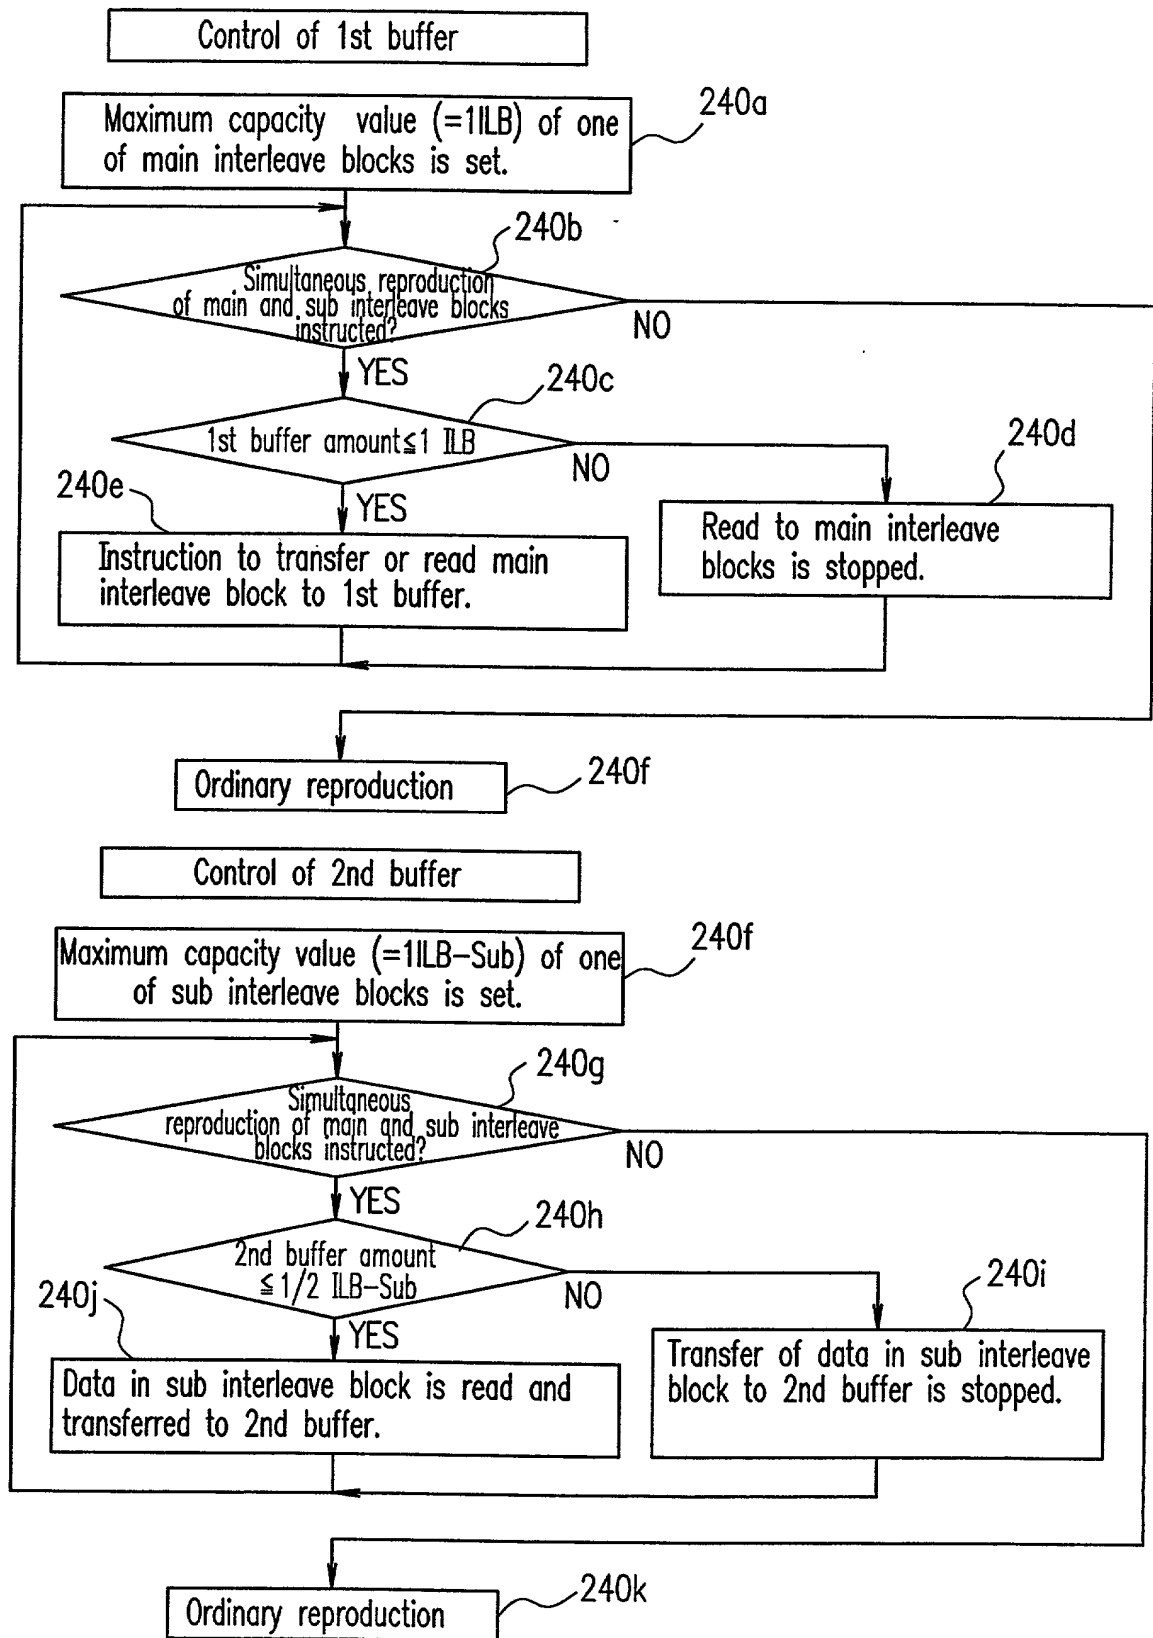 Control of 1st buffer
240a
Maximum capacity value (=1ILB) of one
of main interleave blocks is set.
240b
Simultaneous reproduction
of main and sub interleave blocks
instructed?
NO
YES
240c
1st buffer amount≦1 ILB
NO
240d
240e
YES
Instruction to transfer or read main
interleave block to 1st buffer.
Read to main interleave
blocks is stopped.
Ordinary reproduction
240f
Control of 2nd buffer
240f
Maximum capacity value (=1ILB-Sub) of one
of sub interleave blocks is set.
240g
Simultaneous
reproduction of main and sub interleave
blocks instructed?
NO
YES
240h
2nd buffer amount
≦1/2 ILB-Sub
NO
240i
240j
YES
Data in sub interleave block is read and
transferred to 2nd buffer.
Transfer of data in sub interleave
block to 2nd buffer is stopped.
240k
Ordinary reproduction